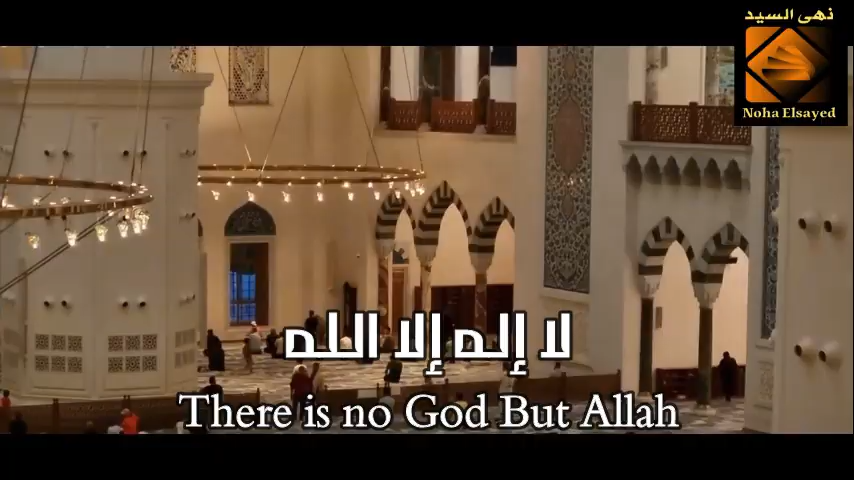 نهى السيد
Noha Elsayed
لا إله إلا الله
There is no God But Allah